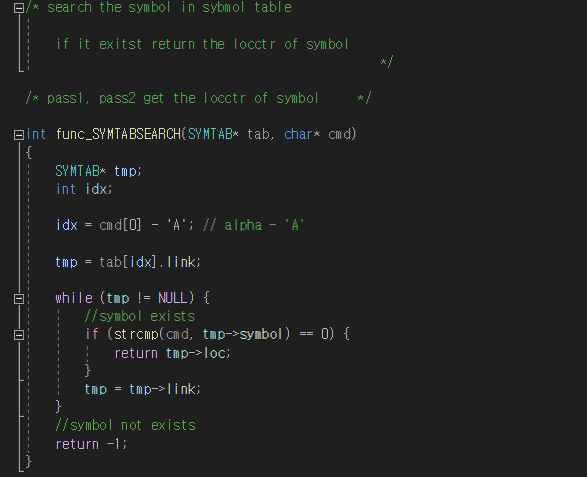 /* search the symbol in sybmol table
if it exitst return the locctr of symbol
*/
/* pass1, pass2 get the locctr of symbol */
int func_SYMTABSEARCH(SYMTAB* tab, char* cmd)
{
SYMTAB* tmp;
int idx;
idx = cmd[0] - 'A'; // alpha - 'A'
tmp = tab[idx].link;
while (tmp != NULL) {
//symbol exists
if (strcmp(cmd, tmp->symbol) == 0) {
return tmp->loc;
}
tmp = tmp->link;
}
//symbol not exists
return -1;
}